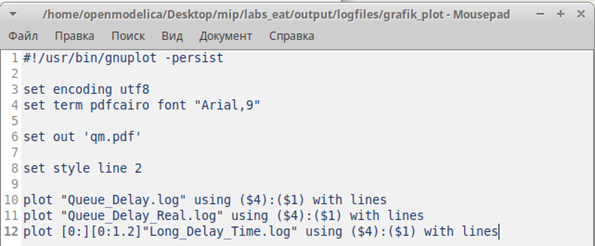 /home/openmodelica/Desktop/mip/labs_eat/output/logfiles/grafik_plot - Mousepad
Файл Правка Поиск Вид Документ Справка
1 #!/usr/bin/gnuplot -persist
2
3 set encoding utf8
4 set term pdfcairo font "Arial,9"
5
6 set out 'qm.pdf'
7
8 set style line 2
9
10 plot "Queue_Delay.log" using ($4):($1) with lines
11 plot "Queue_Delay_Real.log" using ($4):($1) with lines
12 plot [0:][0:1.2]"Long_Delay_Time.log" using ($4):($1) with lines